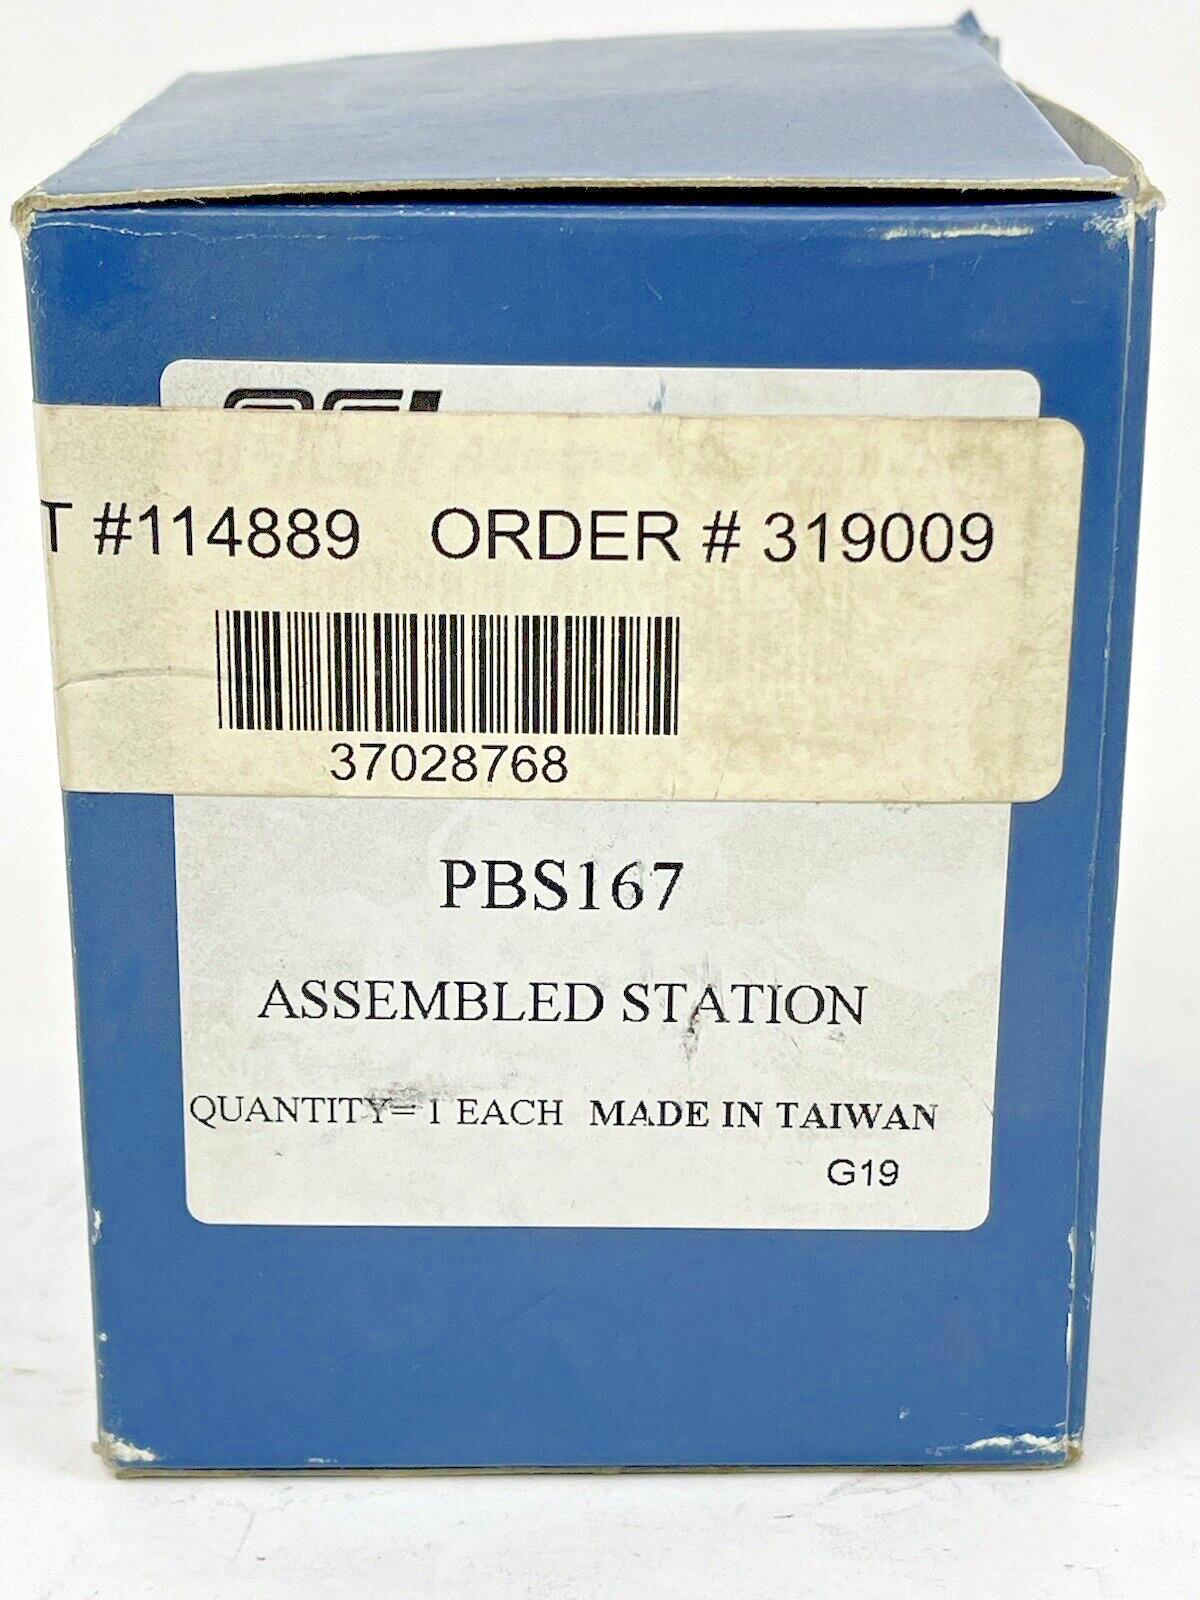 T #114889 ORDER # 319009
37028768
PBS167
ASSEMBLED STATION
QUANTITY= 1 EACH MADE IN TAIWAN
G19